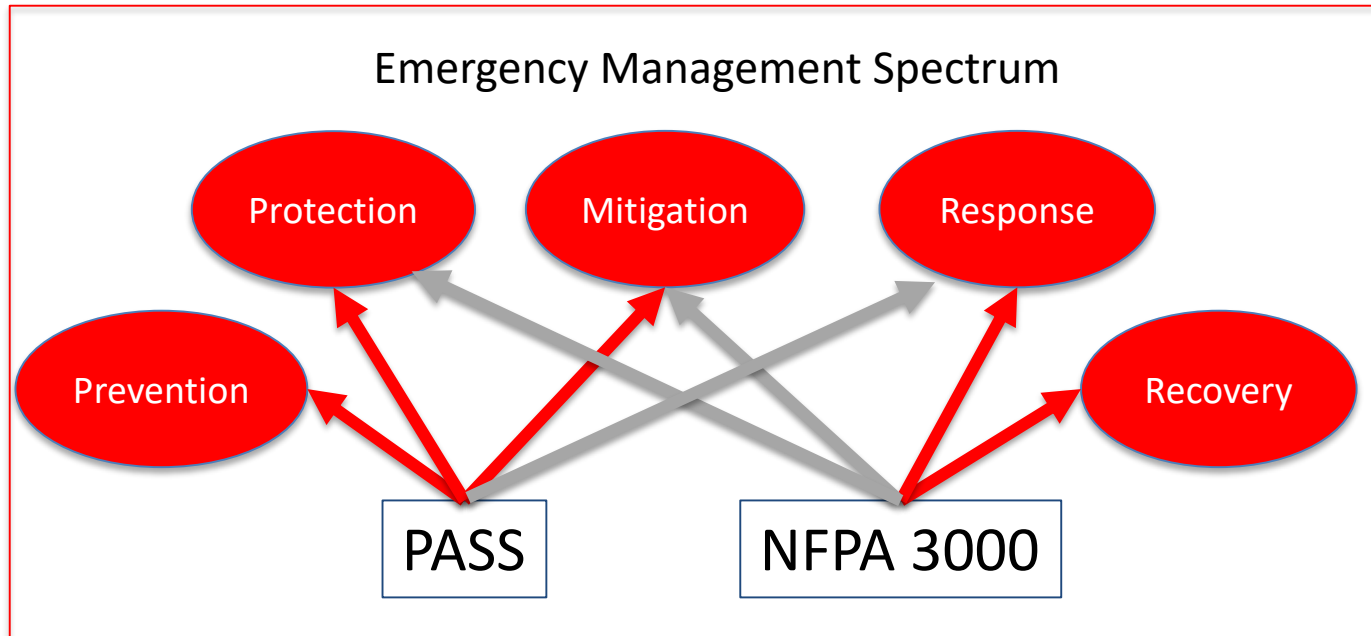 Emergency Management Spectrum
Protection
Mitigation
Response
Prevention
Recovery
PASS
NFPA 3000